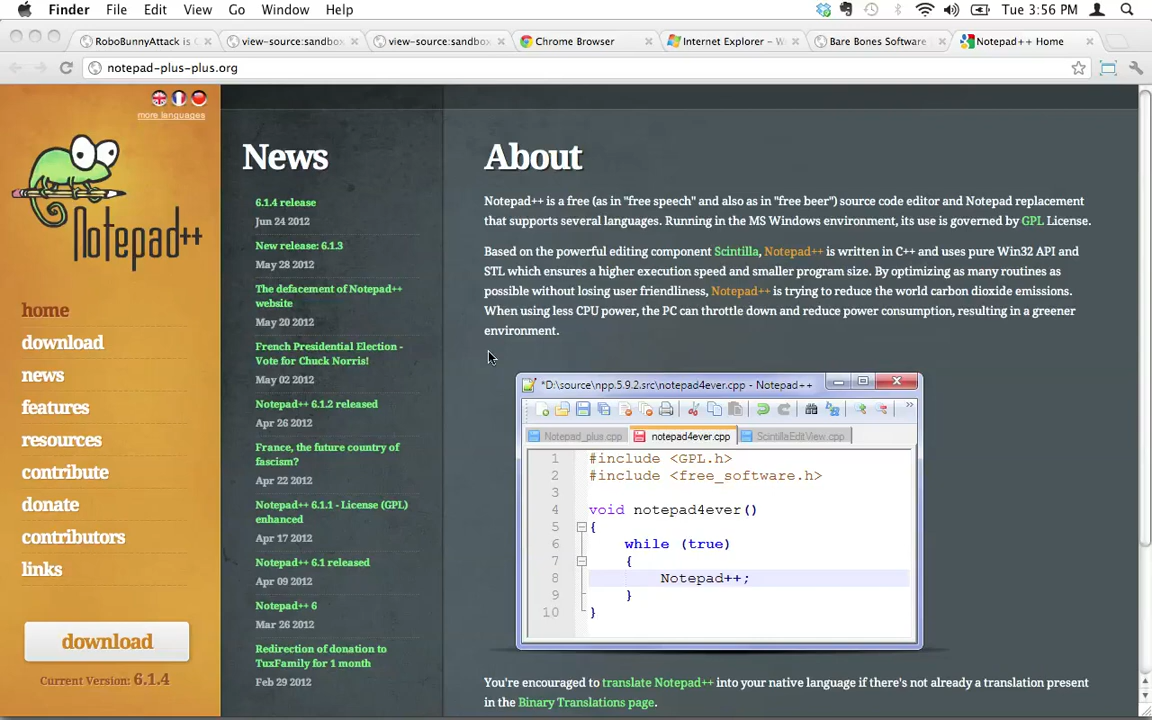 Finder File Edit View Go Window Help Tue 3:56 PM
RoboBunnyAttack is view-source:sandbo view-source:sandbo Chrome Browser Internet Explorer - W Bare Bones Software Notepad++ Home
notepad-plus-plus.org
more languages
Notepad++
home
download
news
features
resources
contribute
donate
contributors
links
download
Current Version: 6.1.4
News
6.1.4 release
Jun 24 2012
New release: 6.1.3
May 28 2012
The defacement of Notepad++
website
May 20 2012
French Presidential Election -
Vote for Chuck Norris!
May 02 2012
Notepad++ 6.1.2 released
Apr 26 2012
France, the future country of
fascism?
Apr 22 2012
Notepad++ 6.1.1 - License (GPL)
enhanced
Apr 17 2012
Notepad++ 6.1 released
Apr 09 2012
Notepad++ 6
Mar 26 2012
Redirection of donation to
TuxFamily for 1 month
Feb 29 2012
About
Notepad++ is a free (as in "free speech" and also as in "free beer") source code editor and Notepad replacement
that supports several languages. Running in the MS Windows environment, its use is governed by GPL License.
Based on the powerful editing component Scintilla, Notepad++ is written in C++ and uses pure Win32 API and
STL which ensures a higher execution speed and smaller program size. By optimizing as many routines as
possible without losing user friendliness, Notepad++ is trying to reduce the world carbon dioxide emissions.
When using less CPU power, the PC can throttle down and reduce power consumption, resulting in a greener
environment.
*D:\source\npp.5.9.2.src\notepad4ever.cpp - Notepad++
Notepad_plus.cpp notepad4ever.cpp ScintillaEditView.cpp
1 #include <GPL.h>
2 #include <free_software.h>
3
4 void notepad4ever()
5 {
6 while (true)
7 {
8 Notepad++;
9 }
10 }
You're encouraged to translate Notepad++ into your native language if there's not already a translation present
in the Binary Translations page.